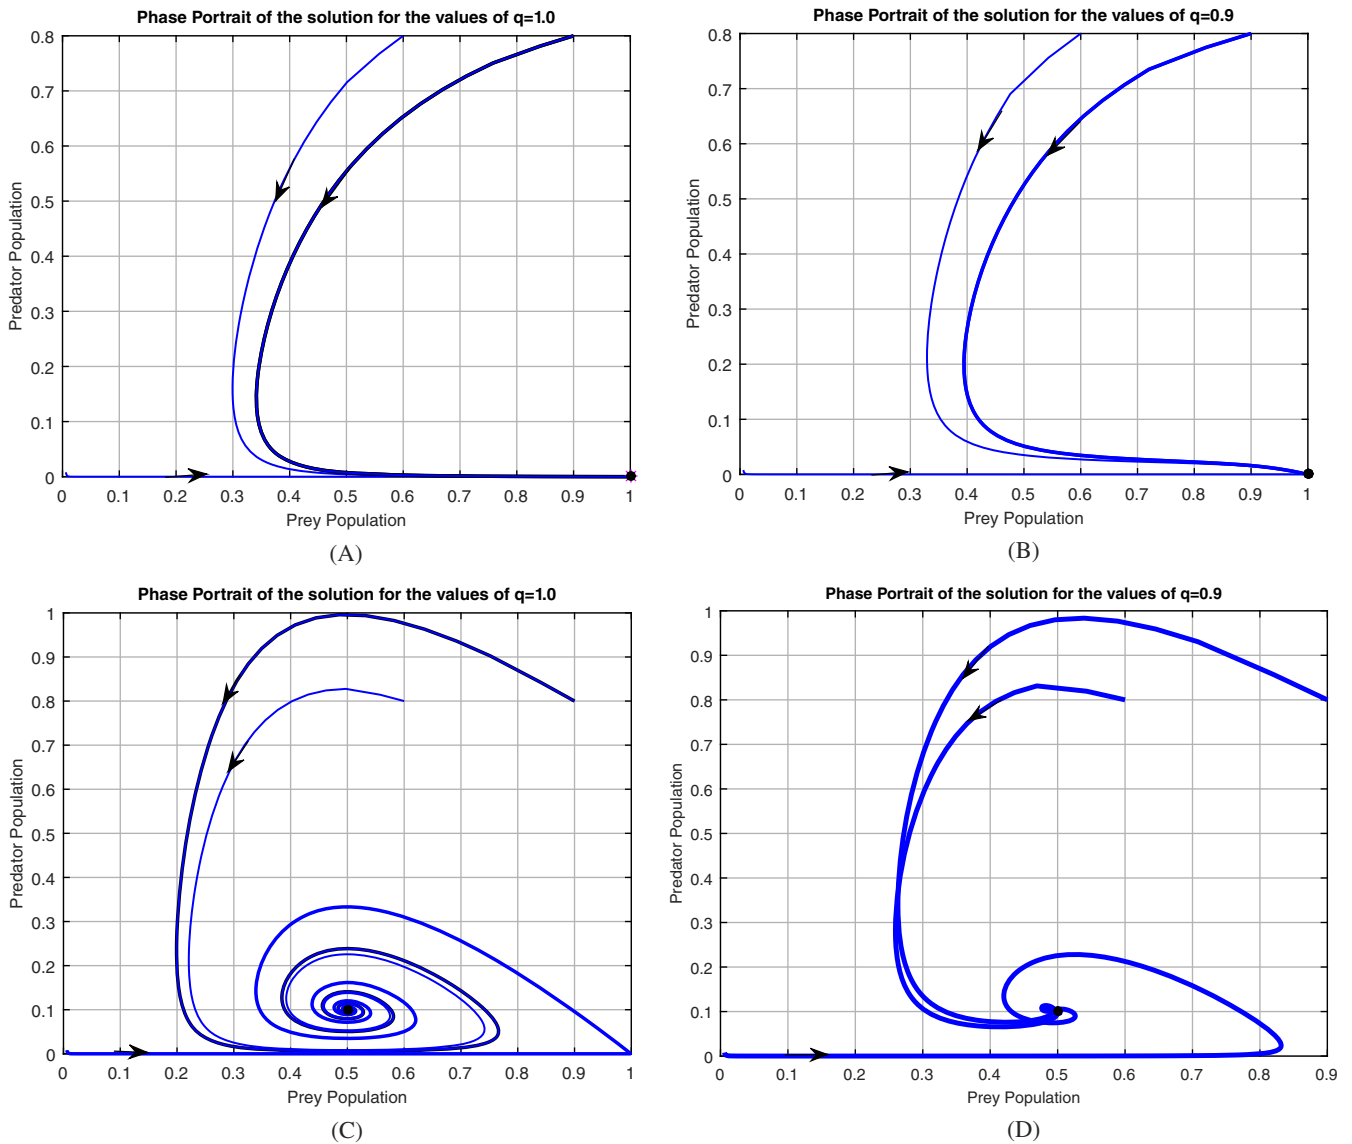 Phase Portrait of the solution for the values of q=1.0
0.8
0.7
0.6
0.5
0.4
0.3
0.2
0.1
0
Predator Population
0 0.1 0.2 0.3 0.4 0.5 0.6 0.7 0.8 0.9 1
Prey Population
(A)
Phase Portrait of the solution for the values of q=0.9
0.8
0.7
0.6
0.5
0.4
0.3
0.2
0.1
0
Predator Population
0 0.1 0.2 0.3 0.4 0.5 0.6 0.7 0.8 0.9 1
Prey Population
(B)
Phase Portrait of the solution for the values of q=1.0
1
0.9
0.8
0.7
0.6
0.5
0.4
0.3
0.2
0.1
0
Predator Population
0 0.1 0.2 0.3 0.4 0.5 0.6 0.7 0.8 0.9 1
Prey Population
(C)
Phase Portrait of the solution for the values of q=0.9
1
0.9
0.8
0.7
0.6
0.5
0.4
0.3
0.2
0.1
0
Predator Population
0 0.1 0.2 0.3 0.4 0.5 0.6 0.7 0.8 0.9
Prey Population
(D)